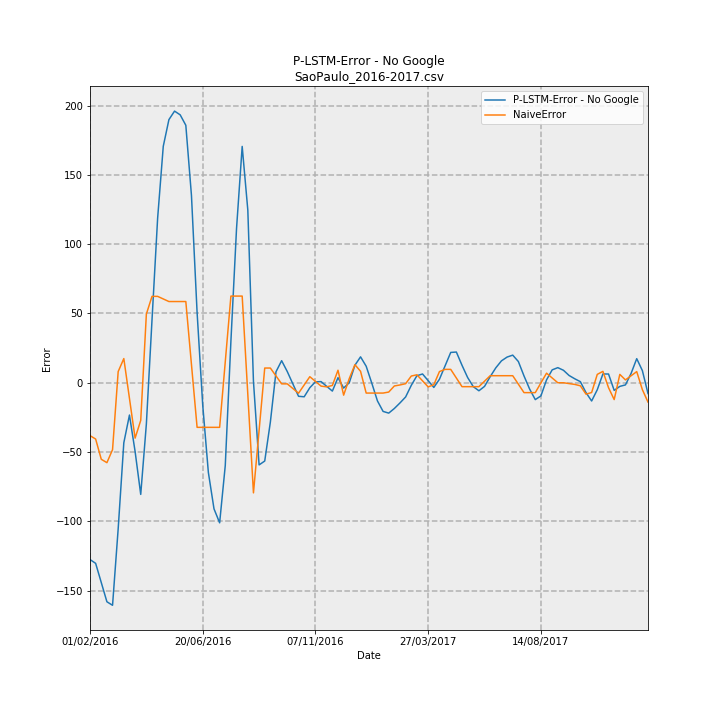 P-LSTM-Error - No Google
SaoPaulo_2016-2017.csv
P-LSTM-Error - No Google
NaiveError
200
150
100
50
0
−50
−100
−150
Error
01/02/2016
20/06/2016
07/11/2016
27/03/2017
14/08/2017
Date